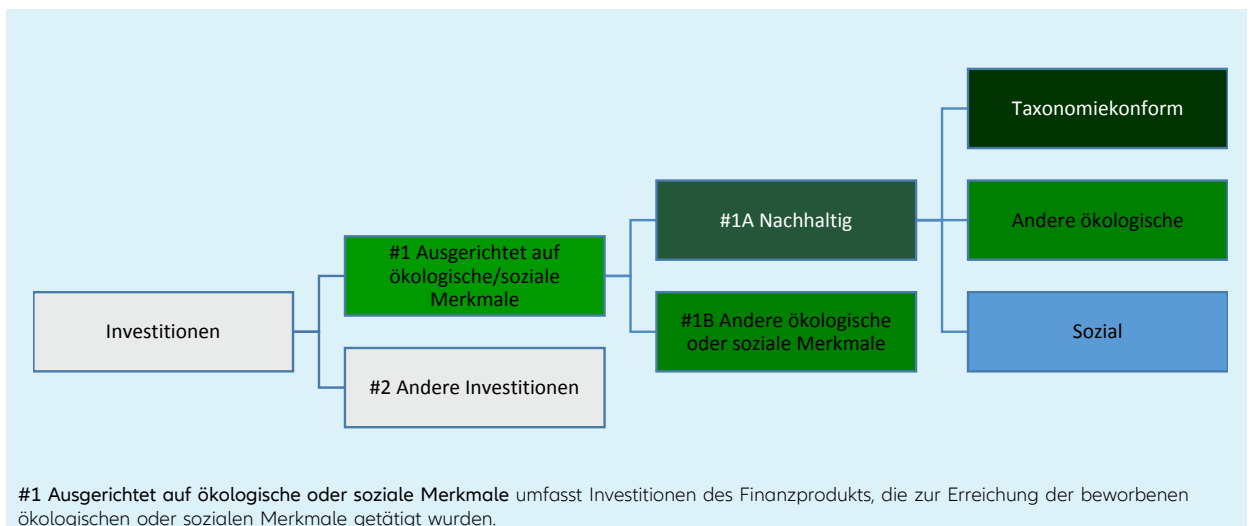 Taxonomiekonform
#1A Nachhaltig
Andere ökologische
#1 Ausgerichtet auf
ökologische/soziale
Merkmale
Investitionen
#1B Andere ökologische
oder soziale Merkmale
Sozial
#2 Andere Investitionen
#1 Ausgerichtet auf ökologische oder soziale Merkmale umfasst Investitionen des Finanzprodukts, die zur Erreichung der beworbenen
ökologischen oder sozialen Merkmale getätigt wurden.